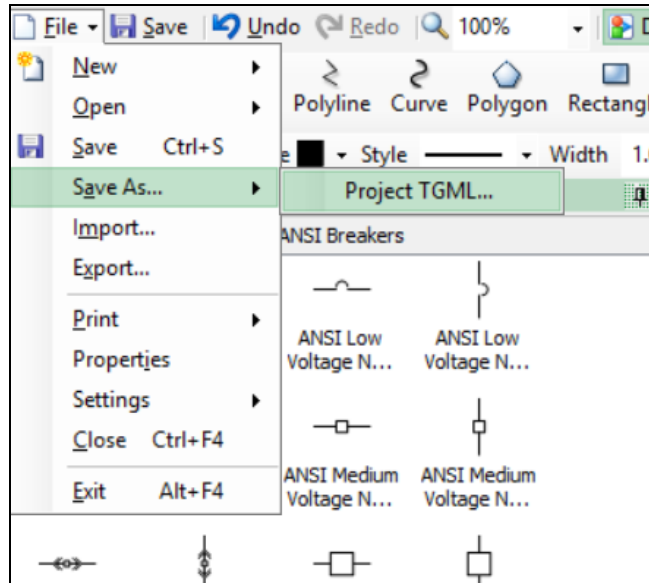 File Save Undo Redo 100% D
New
Open
Save Ctrl+S
Save As...
Import...
Export...
Print
Properties
Settings
Close Ctrl+F4
Exit Alt+F4
Project TGML...
Polyline Curve Polygon Rectangl
e Style Width 1.
ANSI Breakers
ANSI Low
Voltage N...
ANSI Low
Voltage N...
ANSI Medium
Voltage N...
ANSI Medium
Voltage N...